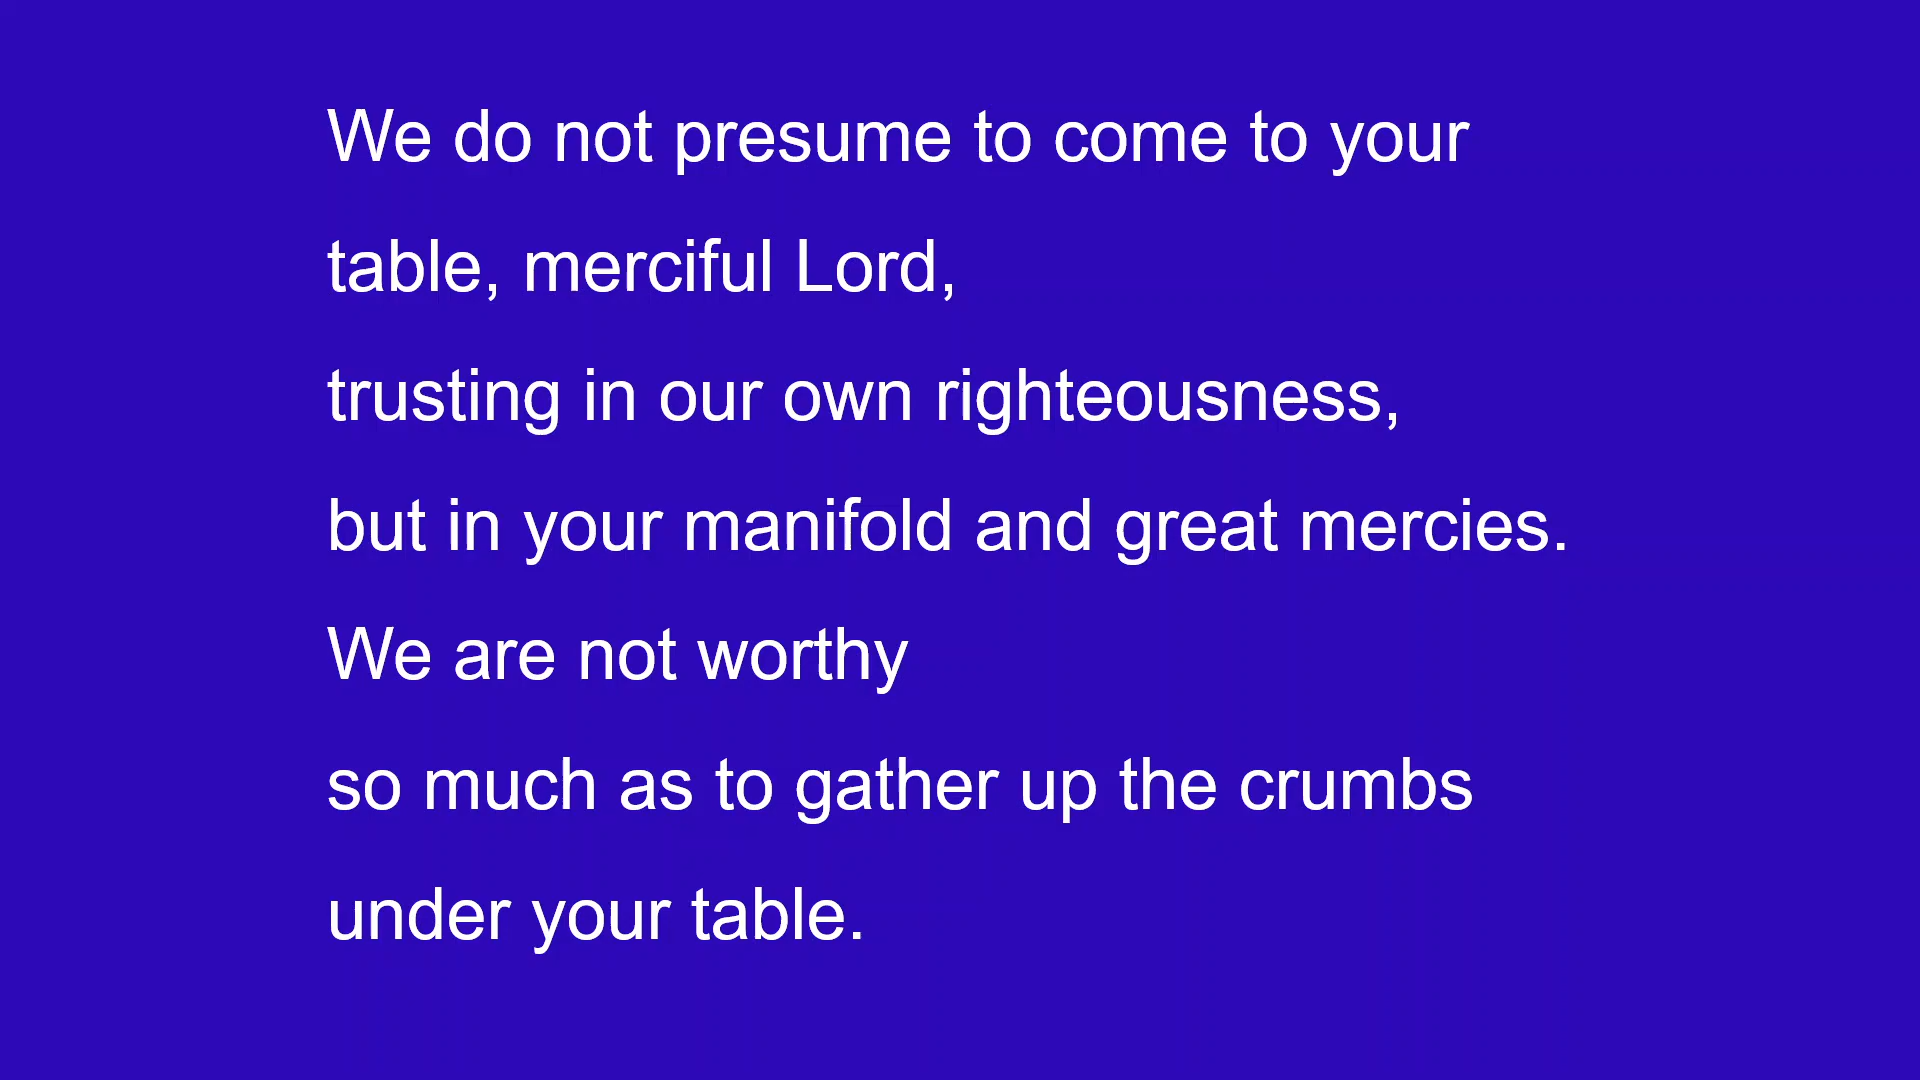 We do not presume to come to your
table, merciful Lord,
trusting in our own righteousness,
but in your manifold and great mercies.
We are not worthy
so much as to gather up the crumbs
under your table.